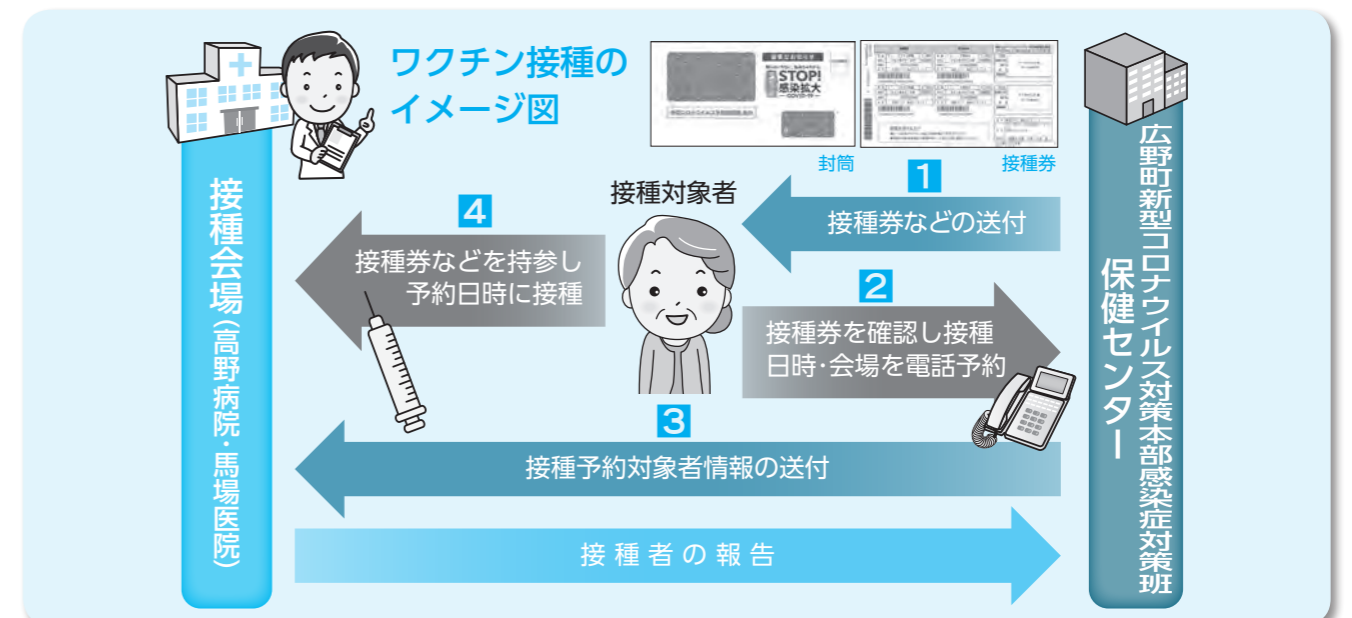 ワクチン接種の
イメージ図
STOP!
感染拡大
COVID-19
封筒
接種券
1
接種券などの送付
接種対象者
2
接種券を確認し接種
日時・会場を電話予約
3
接種予約対象者情報の送付
4
接種券などを持参し
予約日時に接種
接種者の報告
接種会場(高野病院・馬場医院)
広野町新型コロナウイルス対策本部感染症対策班
保健センター